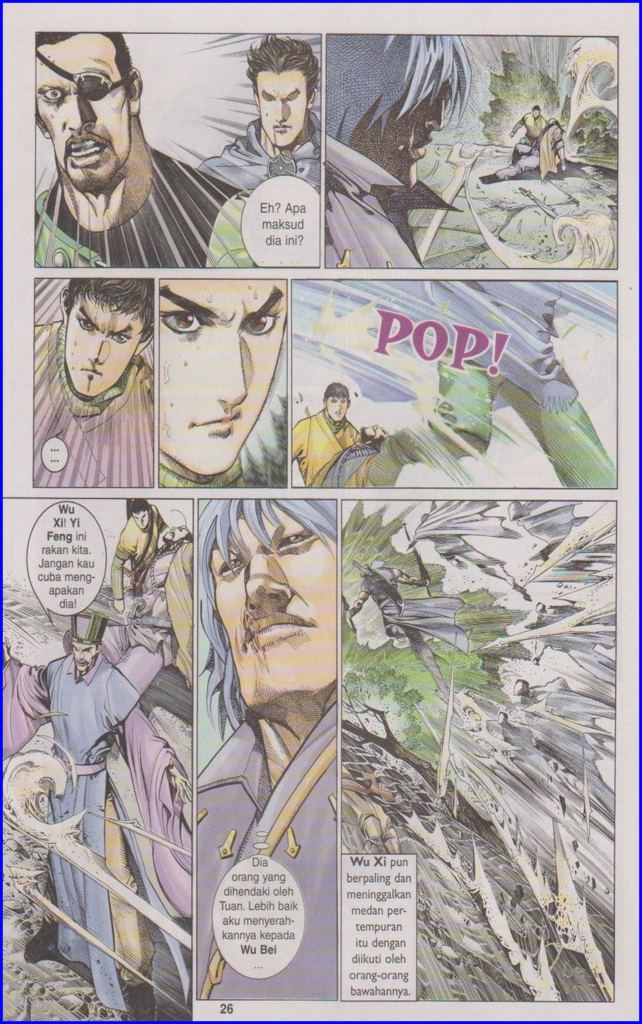 Eh? Apa
maksud
dia ini?
...
...
POP!
Wu
Xi! Yi
Feng ini
rakan kita.
Jangan kau
cuba meng-
apakan
dia!
...
Dia
orang yang
dihendaki oleh
Tuan. Lebih baik
aku menyerah-
kannya kepada
Wu Bei
...
Wu Xi pun
berpaling dan
meninggalkan
medan per-
tempuran
itu dengan
diikuti oleh
orang-orang
bawahannya.
26